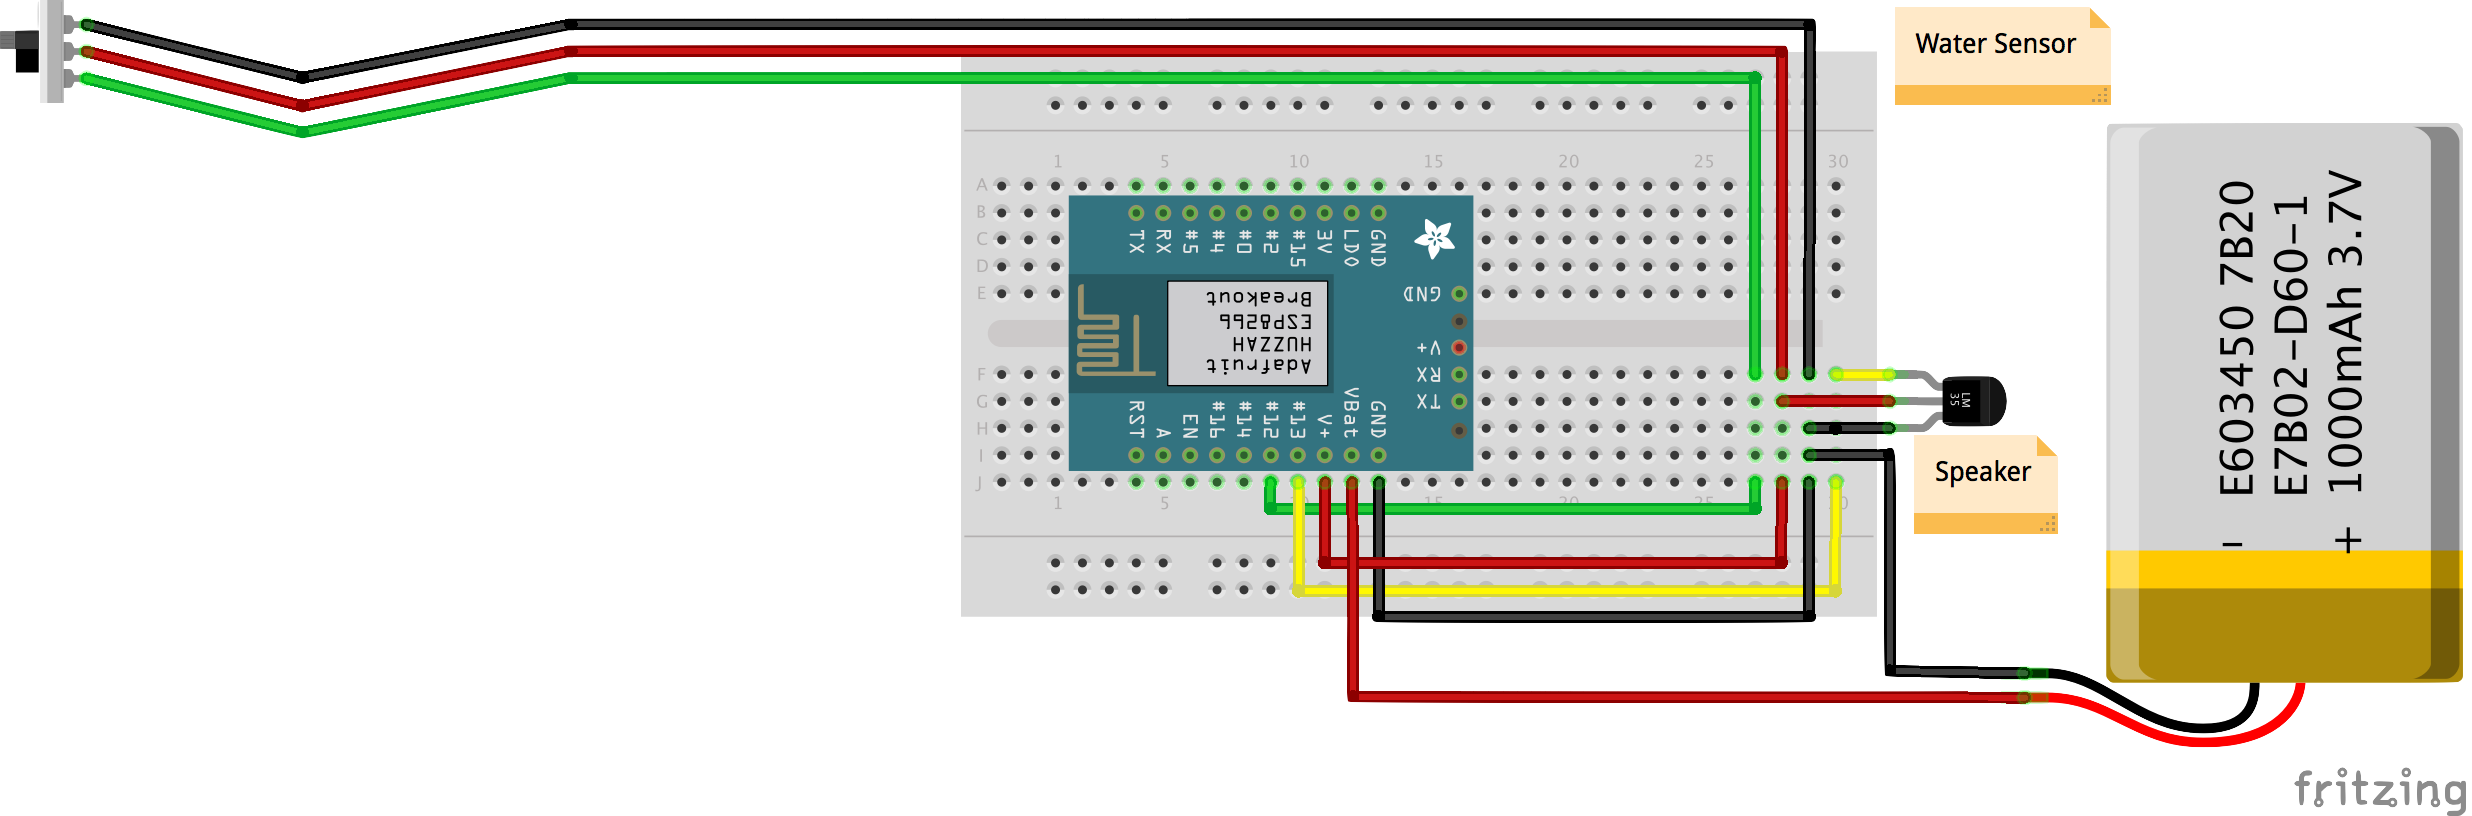 Water Sensor
1 5 10 15 20 25 30
A
B
C
D
E
F
G
H
I
J
TX RX #5 #4 #0 #2 #15 3V LDO GND
GND
V+
RX
TX
Adafruit
HUZZAH
ESP8266
Breakout
RST A EN #16 #14 #12 #13 V+ VBat GND
1 5 15 20 25 30
LM
35
Speaker
- E603450 7B20
E7B02-D60-1
+ 1000mAh 3.7V
fritzing